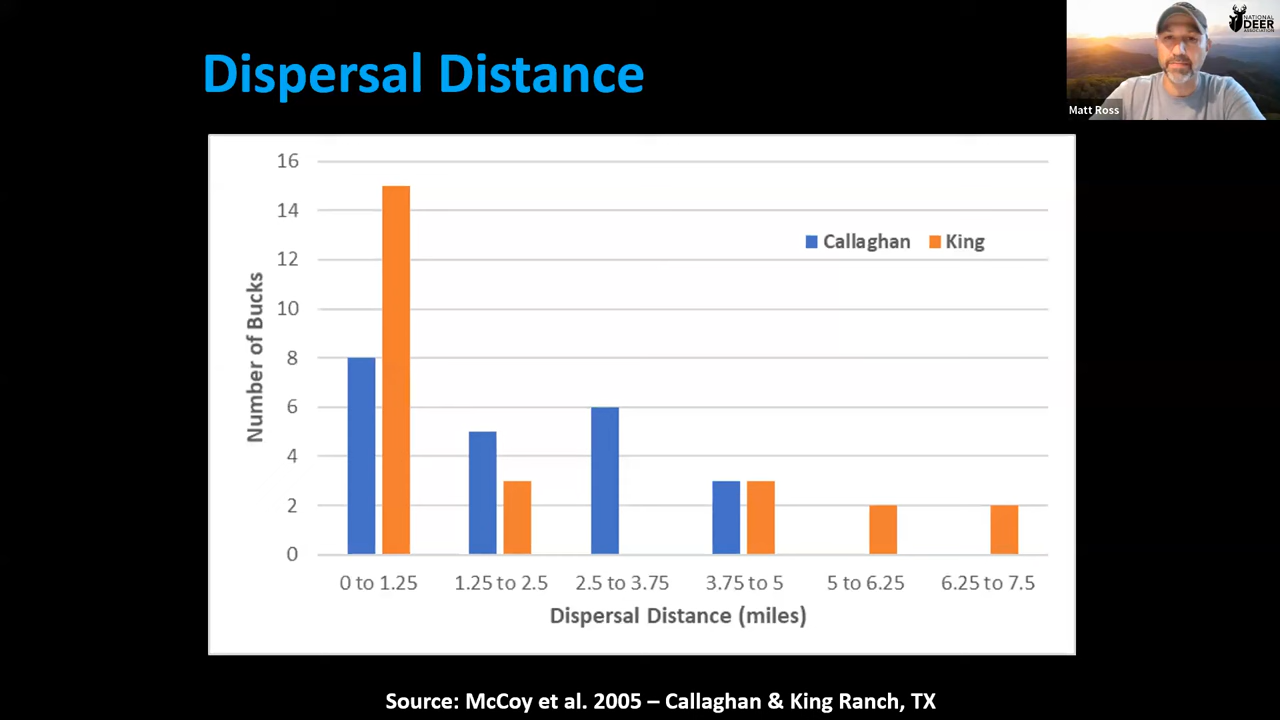 Dispersal Distance
NATIONAL
DEER
ASSOCIATION
Matt Ross
16
14
12
10
8
6
4
2
0
Number of Bucks
Callaghan King
0 to 1.25 1.25 to 2.5 2.5 to 3.75 3.75 to 5 5 to 6.25 6.25 to 7.5
Dispersal Distance (miles)
Source: McCoy et al. 2005 – Callaghan & King Ranch, TX